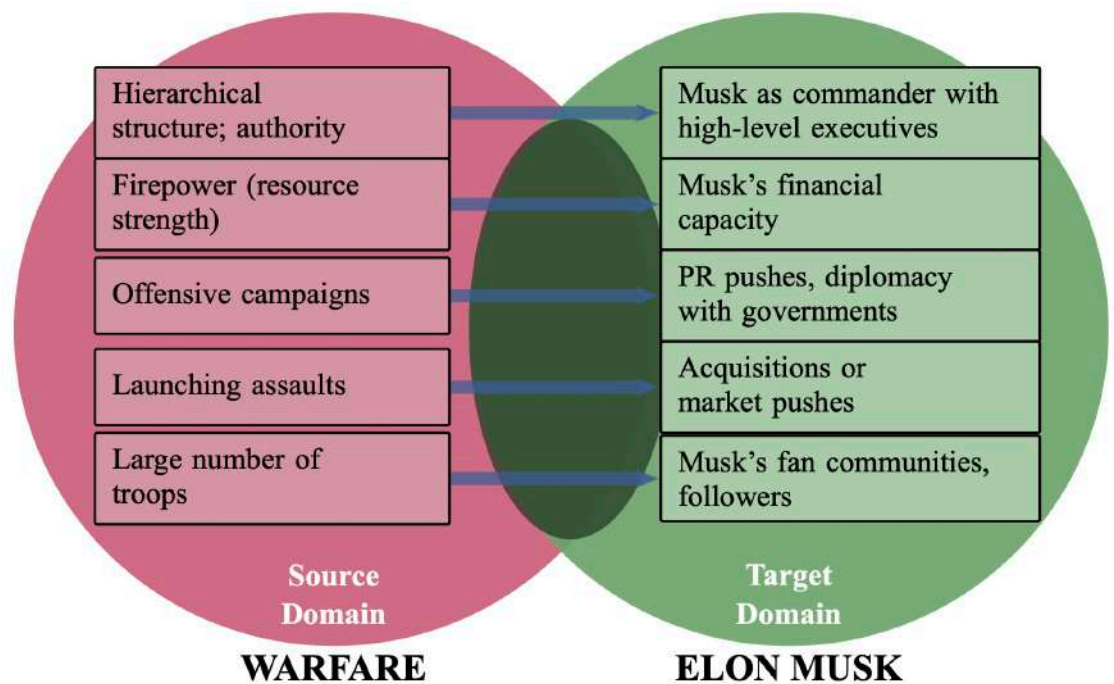 Hierarchical
structure; authority
Musk as commander with
high-level executives
Firepower (resource
strength)
Musk's financial
capacity
Offensive campaigns
PR pushes, diplomacy
with governments
Launching assaults
Acquisitions or
market pushes
Large number of
troops
Musk's fan communities,
followers
Source
Domain
Target
Domain
WARFARE
ELON MUSK